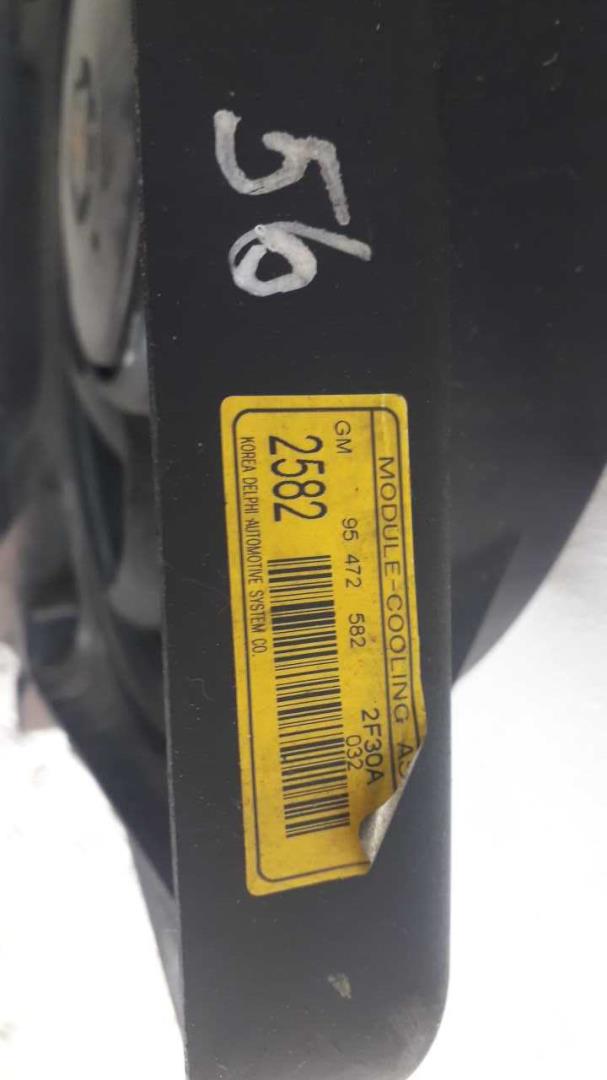 56
MODULE-COOLING
GM 95 472 582 2F30A
2582 032
KOREA DELPHI AUTOMOTIVE SYSTEM CO.